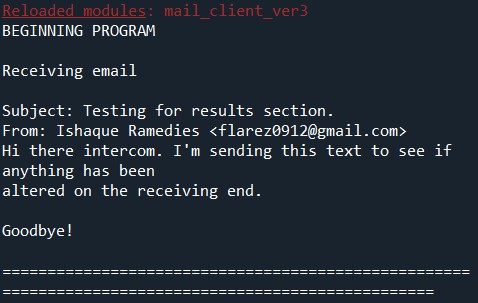 Reloaded modules: mail_client_ver3
BEGINNING PROGRAM
Receiving email
Subject: Testing for results section.
From: Ishaque Ramedies <flarez0912@gmail.com>
Hi there intercom. I'm sending this text to see if
anything has been
altered on the receiving end.
Goodbye!
====================================================
================================================